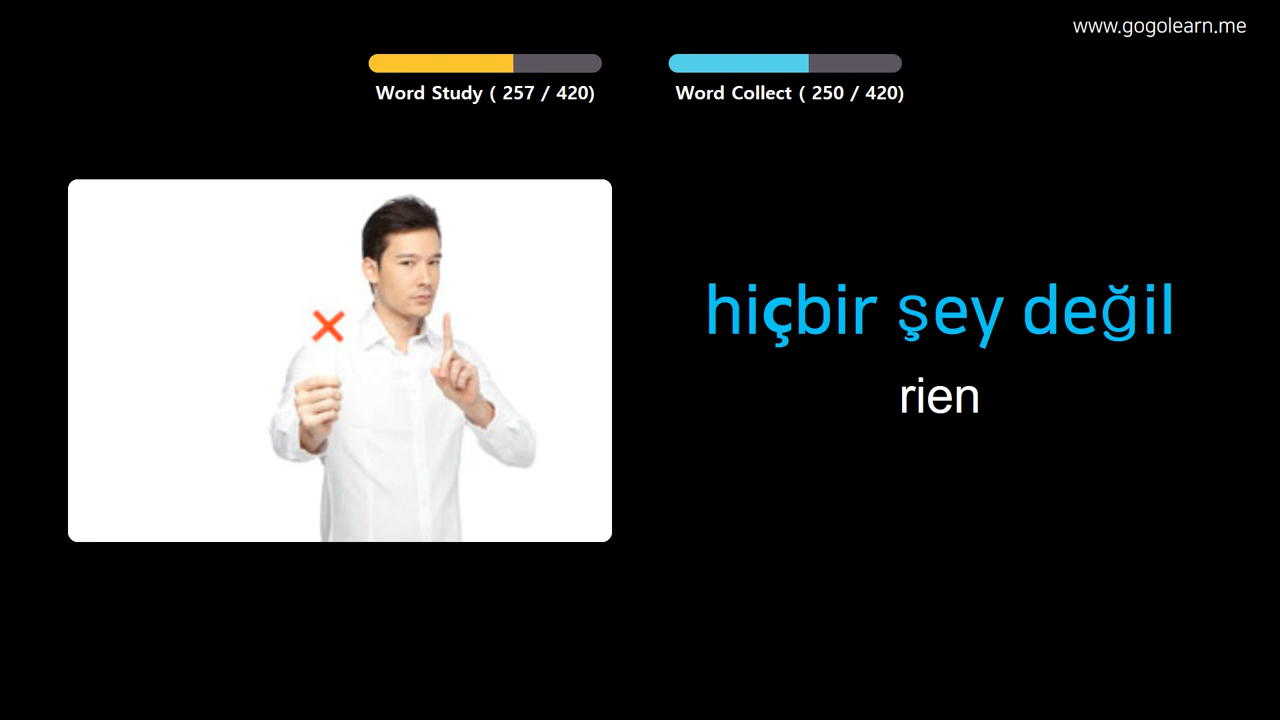 www.gogolearn.me
Word Study ( 257 / 420)
Word Collect ( 250 / 420)
hiçbir şey değil
rien